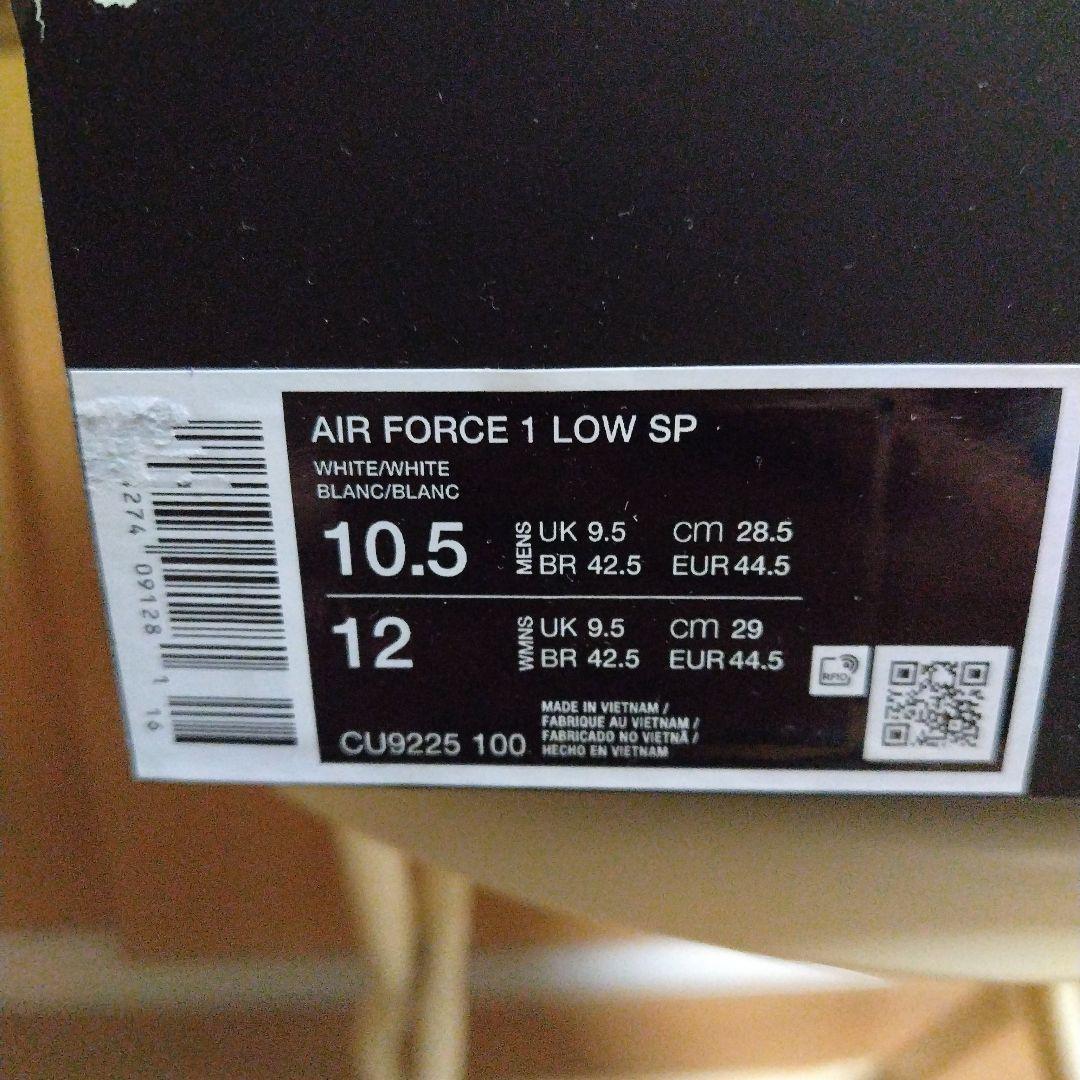 AIR FORCE 1 LOW SP
WHITE/WHITE
BLANC/BLANC
10.5 MENS UK 9.5 cm 28.5
BR 42.5 EUR 44.5
12 WMNS UK 9.5 cm 29
BR 42.5 EUR 44.5
RFID
CU9225 100
MADE IN VIETNAM /
FABRIQUE AU VIETNAM /
FABRICADO NO VIETNÃ /
HECHO EN VIETNAM
274 09128 1 16